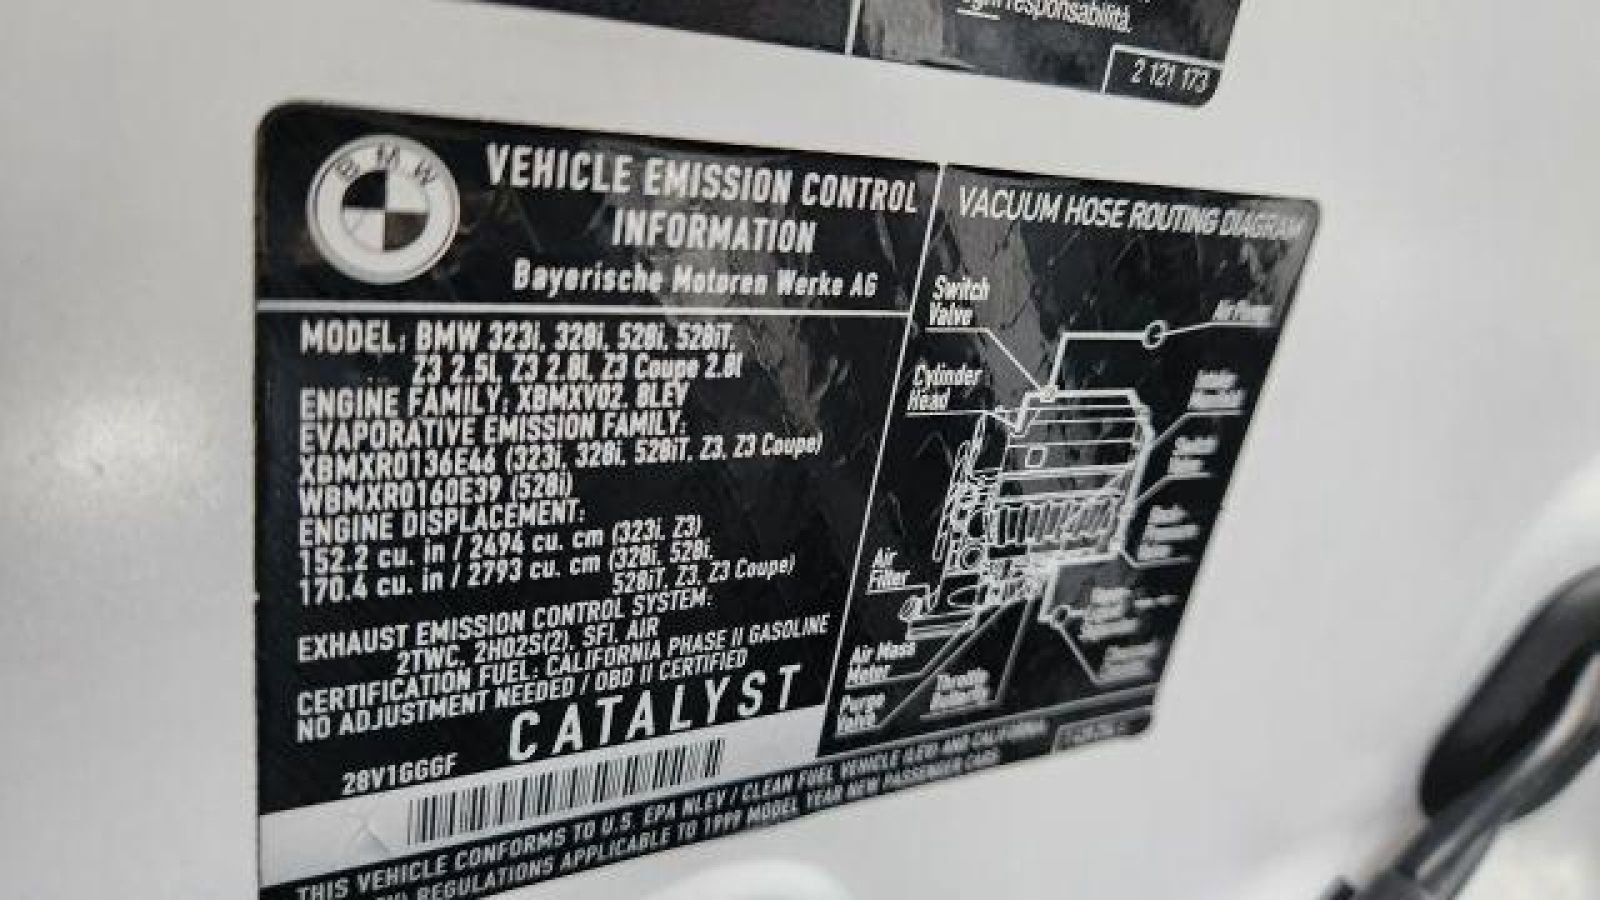 responsabilità.
2 121 173
BMW
VEHICLE EMISSION CONTROL
INFORMATION
Bayerische Motoren Werke AG
MODEL: BMW 323i, 328i, 528i, 528iT,
Z3 2.5l, Z3 2.8l, Z3 Coupe 2.8l
ENGINE FAMILY: XBMXV02.8LEV
EVAPORATIVE EMISSION FAMILY:
XBMXR0136E46 (323i, 328i, 528iT, Z3, Z3 Coupe)
WBMXR0160E39 (528i)
ENGINE DISPLACEMENT:
152.2 cu. in / 2494 cu. cm (323i, Z3)
170.4 cu. in / 2793 cu. cm (328i, 528i,
528iT, Z3, Z3 Coupe)
EXHAUST EMISSION CONTROL SYSTEM:
2TWC, 2HO2S(2), SFI, AIR
CERTIFICATION FUEL: CALIFORNIA PHASE II GASOLINE
NO ADJUSTMENT NEEDED / OBD II CERTIFIED
CATALYST
28V1GGGF
VACUUM HOSE ROUTING DIAGRAM
Switch
Valve
Air Pump
Cylinder
Head
Air
Filter
Air Mass
Meter
Purge
Valve
Throttle
THIS VEHICLE CONFORMS TO U.S. EPA NLEV / CLEAN FUEL VEHICLE (LEV) AND CALIFORNIA
REGULATIONS APPLICABLE TO 1999 MODEL YEAR NEW PASSENGER CARS